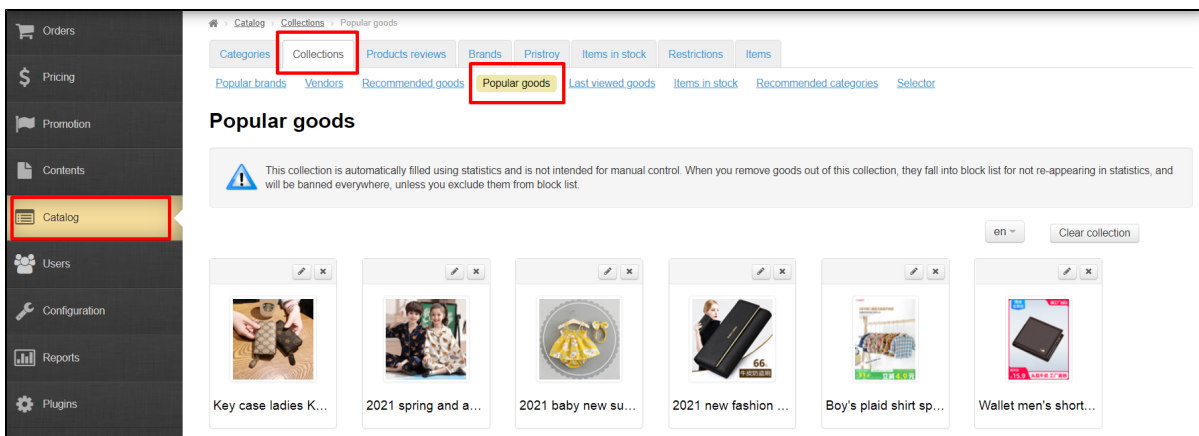 Orders
Pricing
Promotion
Contents
Catalog
Users
Configuration
Reports
Plugins
Catalog › Collections › Popular goods
Categories Collections Products reviews Brands Pristroy Items in stock Restrictions Items
Popular brands Vendors Recommended goods Popular goods Last viewed goods Items in stock Recommended categories Selector
Popular goods
This collection is automatically filled using statistics and is not intended for manual control. When you remove goods out of this collection, they fall into block list for not re-appearing in statistics, and
will be banned everywhere, unless you exclude them from block list.
en Clear collection
66
15.9
Key case ladies K... 2021 spring and a... 2021 baby new su... 2021 new fashion ... Boy's plaid shirt sp... Wallet men's short...